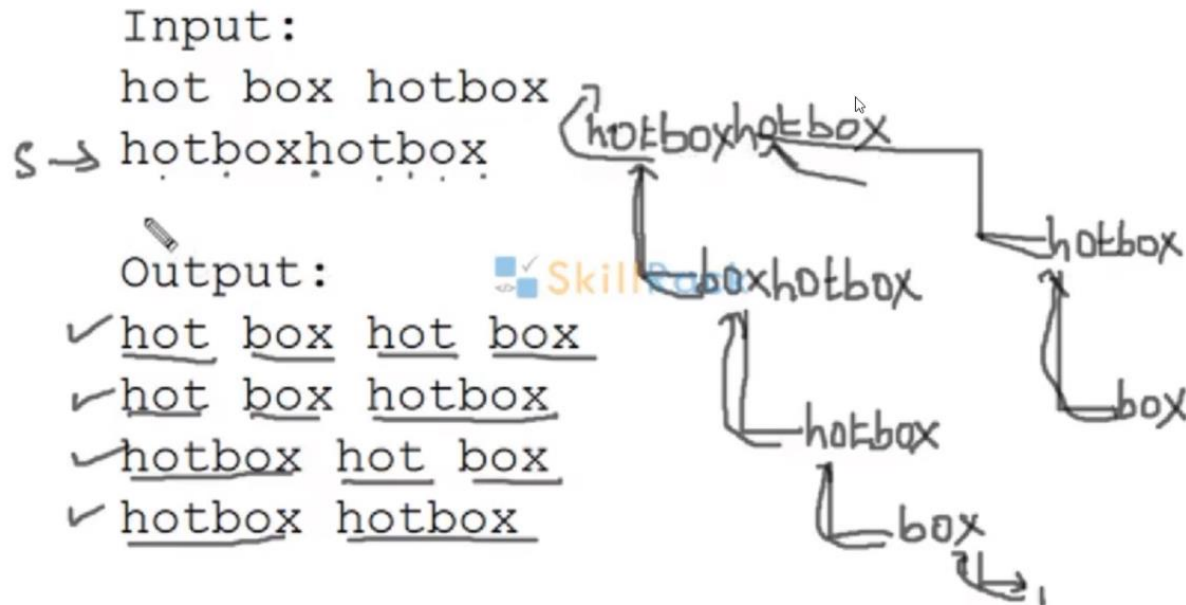 Input:
hot box hotbox
S → hotboxhotbox
Output:
hot box hot box
hot box hotbox
hotbox hot box
hotbox hotbox
hotboxhotbox
hotbox
boxhotbox
box
hotbox
box
SkillRack